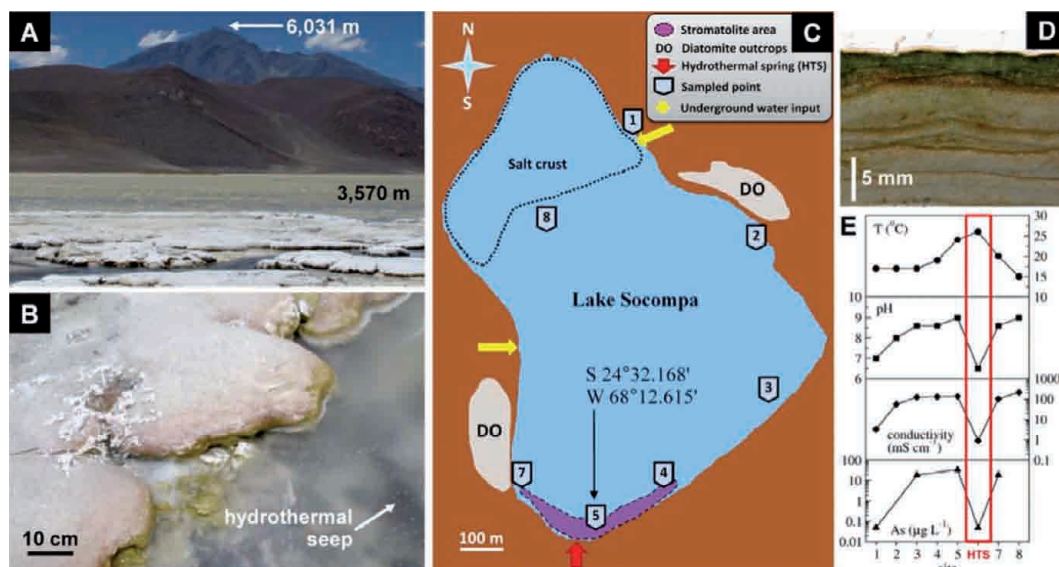 A
6,031 m
3,570 m
B
hydrothermal
seep
10 cm
C
N
S
Stromatolite area
DO Diatomite outcrops
Hydrothermal spring (HTS)
Sampled point
Underground water input
1
Salt crust
DO
8
2
Lake Socompa
S 24°32.168'
W 68°12.615'
3
DO
7
4
5
100 m
D
5 mm
E
T (°C)
30
25
20
15
10
10
pH
9
8
7
6
1000
100
10
1
0.1
conductivity
(mS cm⁻¹)
100
10
1
0.1
0.01
As (µg L⁻¹)
1 2 3 4 5 HTS 7 8